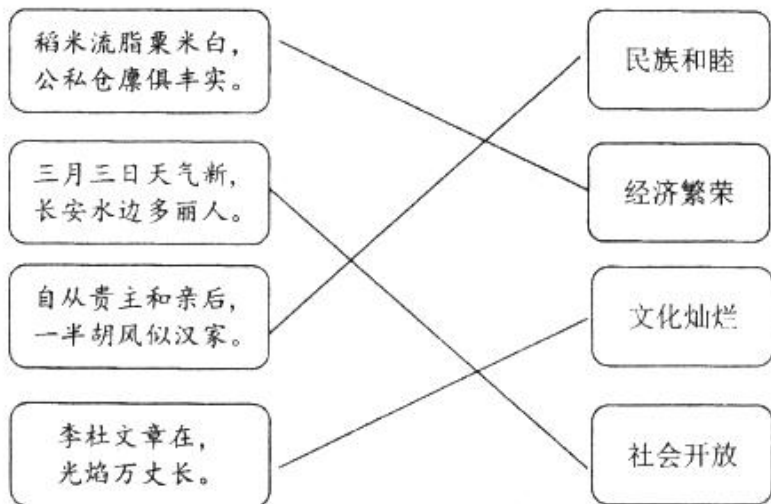 稻米流脂粟米白，
公私仓廪俱丰实。
三月三日天气新，
长安水边多丽人。
自从贵主和亲后，
一半胡风似汉家。
李杜文章在，
光焰万丈长。
民族和睦
经济繁荣
文化灿烂
社会开放